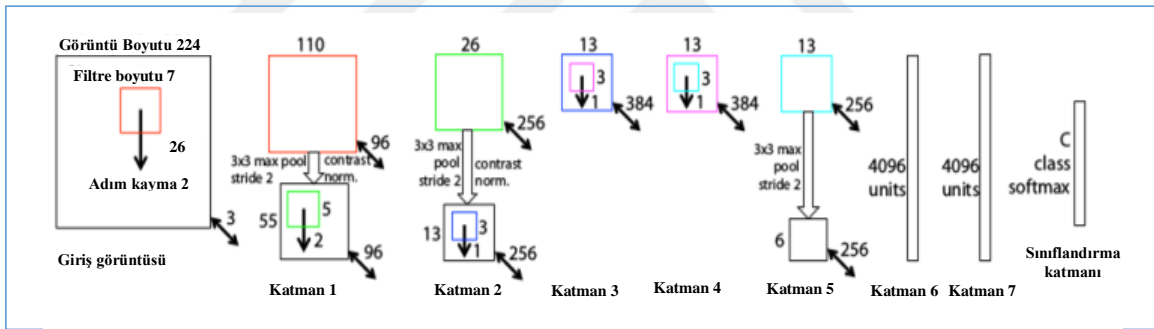 Görüntü Boyutu 224
Filtre boyutu 7
26
Adım kayma 2
3
Giriş görüntüsü
110
96
3x3 max pool
stride 2
contrast
norm.
55
5
2
96
Katman 1
26
256
3x3 max
pool
stride 2
contrast
norm.
13
3
1
256
Katman 2
13
3
1
384
Katman 3
13
3
1
384
Katman 4
13
256
3x3 max
pool
stride 2
6
256
Katman 5
4096
units
Katman 6
4096
units
Katman 7
C
class
softmax
Sınıflandırma
katmanı